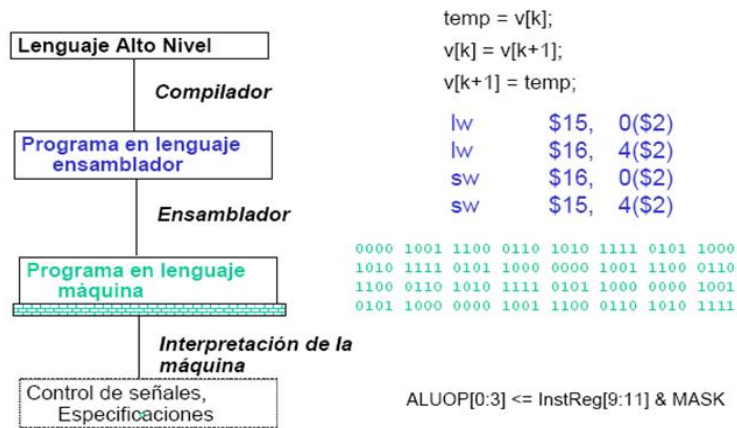 Lenguaje Alto Nivel
temp = v[k];
v[k] = v[k+1];
v[k+1] = temp;
Compilador
Programa en lenguaje
ensamblador
lw $15, 0($2)
lw $16, 4($2)
sw $16, 0($2)
sw $15, 4($2)
Ensamblador
Programa en lenguaje
máquina
0000 1001 1100 0110 1010 1111 0101 1000
1010 1111 0101 1000 0000 1001 1100 0110
1100 0110 1010 1111 0101 1000 0000 1001
0101 1000 0000 1001 1100 0110 1010 1111
Interpretación de la
máquina
Control de señales,
Especificaciones
ALUOP[0:3] <= InstReg[9:11] & MASK